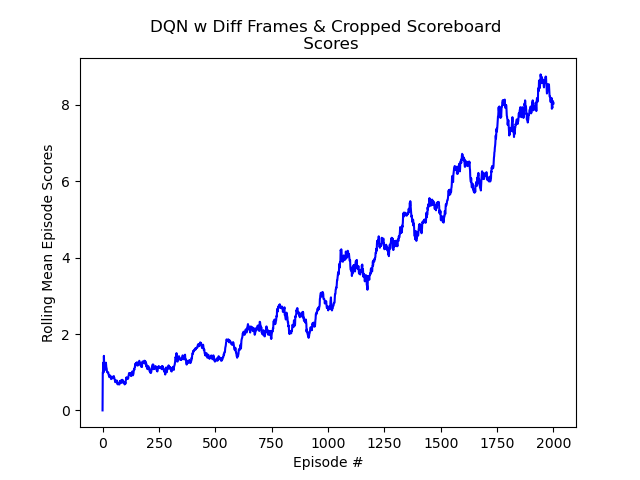 DQN w Diff Frames & Cropped Scoreboard
Scores
Rolling Mean Episode Scores
8
6
4
2
0
0 250 500 750 1000 1250 1500 1750 2000
Episode #